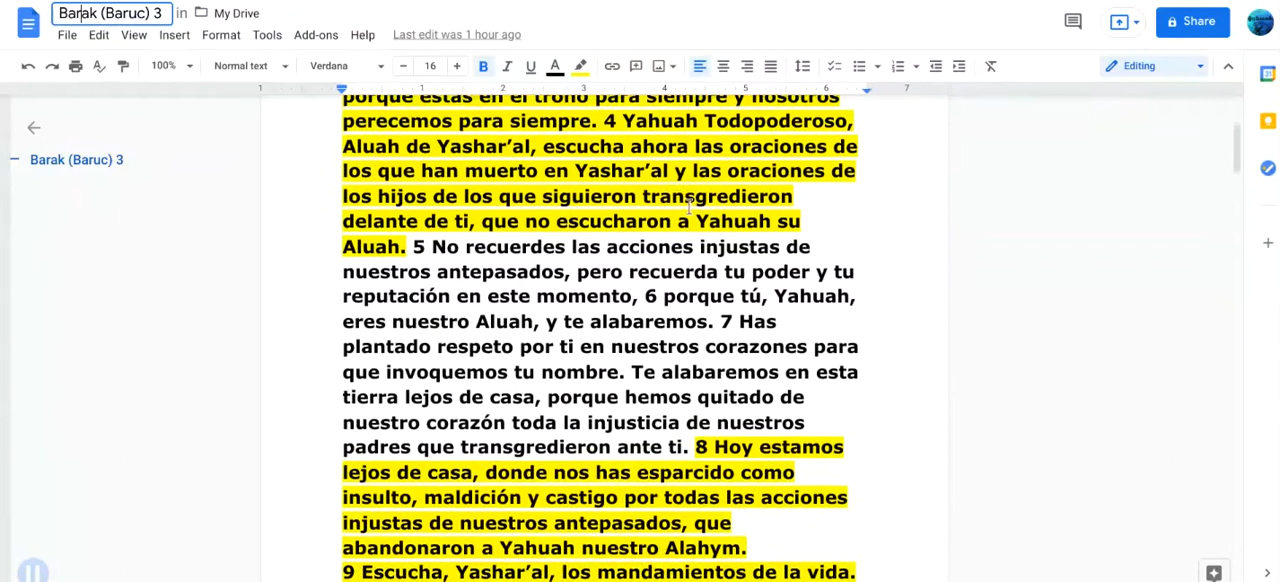 Barak (Baruc) 3 in My Drive
File Edit View Insert Format Tools Add-ons Help Last edit was 1 hour ago
Share
100% Normal text Verdana − 16 + B I U A Editing
1 1 2 3 4 5 6 7
Barak (Baruc) 3
porque estás en el trono para siempre y nosotros
perecemos para siempre. 4 Yahuah Todopoderoso,
Aluah de Yashar’al, escucha ahora las oraciones de
los que han muerto en Yashar’al y las oraciones de
los hijos de los que siguieron transgredieron
delante de ti, que no escucharon a Yahuah su
Aluah. 5 No recuerdes las acciones injustas de
nuestros antepasados, pero recuerda tu poder y tu
reputación en este momento, 6 porque tú, Yahuah,
eres nuestro Aluah, y te alabaremos. 7 Has
plantado respeto por ti en nuestros corazones para
que invoquemos tu nombre. Te alabaremos en esta
tierra lejos de casa, porque hemos quitado de
nuestro corazón toda la injusticia de nuestros
padres que transgredieron ante ti. 8 Hoy estamos
lejos de casa, donde nos has esparcido como
insulto, maldición y castigo por todas las acciones
injustas de nuestros antepasados, que
abandonaron a Yahuah nuestro Alahym.
9 Escucha, Yashar’al, los mandamientos de la vida.